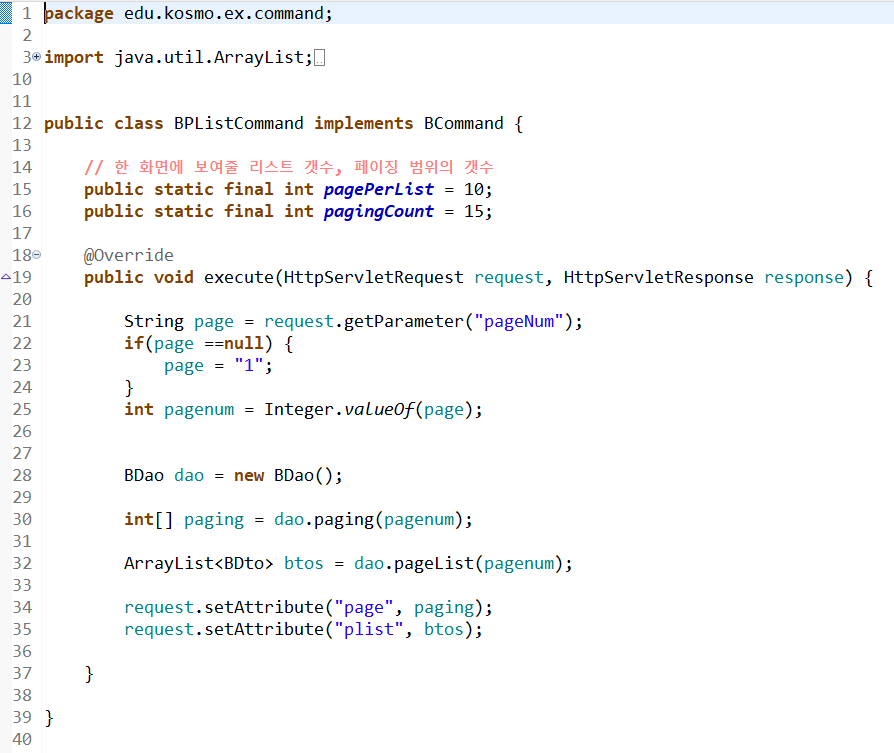 1 package edu.kosmo.ex.command;
2
3 import java.util.ArrayList;
10
11
12 public class BPListCommand implements BCommand {
13
14 // 한 화면에 보여줄 리스트 갯수, 페이징 범위의 갯수
15 public static final int pagePerList = 10;
16 public static final int pagingCount = 15;
17
18 @Override
19 public void execute(HttpServletRequest request, HttpServletResponse response) {
20
21 String page = request.getParameter("pageNum");
22 if(page ==null) {
23 page = "1";
24 }
25 int pagenum = Integer.valueOf(page);
26
27
28 BDao dao = new BDao();
29
30 int[] paging = dao.paging(pagenum);
31
32 ArrayList<BDto> btos = dao.pageList(pagenum);
33
34 request.setAttribute("page", paging);
35 request.setAttribute("plist", btos);
36
37 }
38
39 }
40